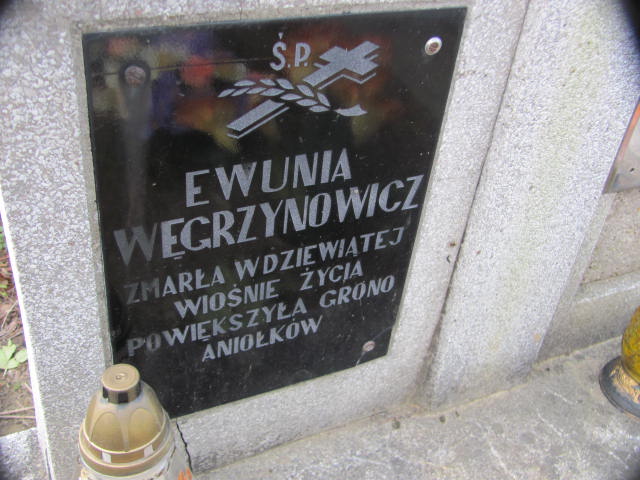 Ś.P.
EWUNIA
WĘGRZYNOWICZ
ZMARŁA W DZIEWIĄTEJ
WIOŚNIE ŻYCIA
POWIĘKSZYŁA GRONO
ANIOŁKÓW